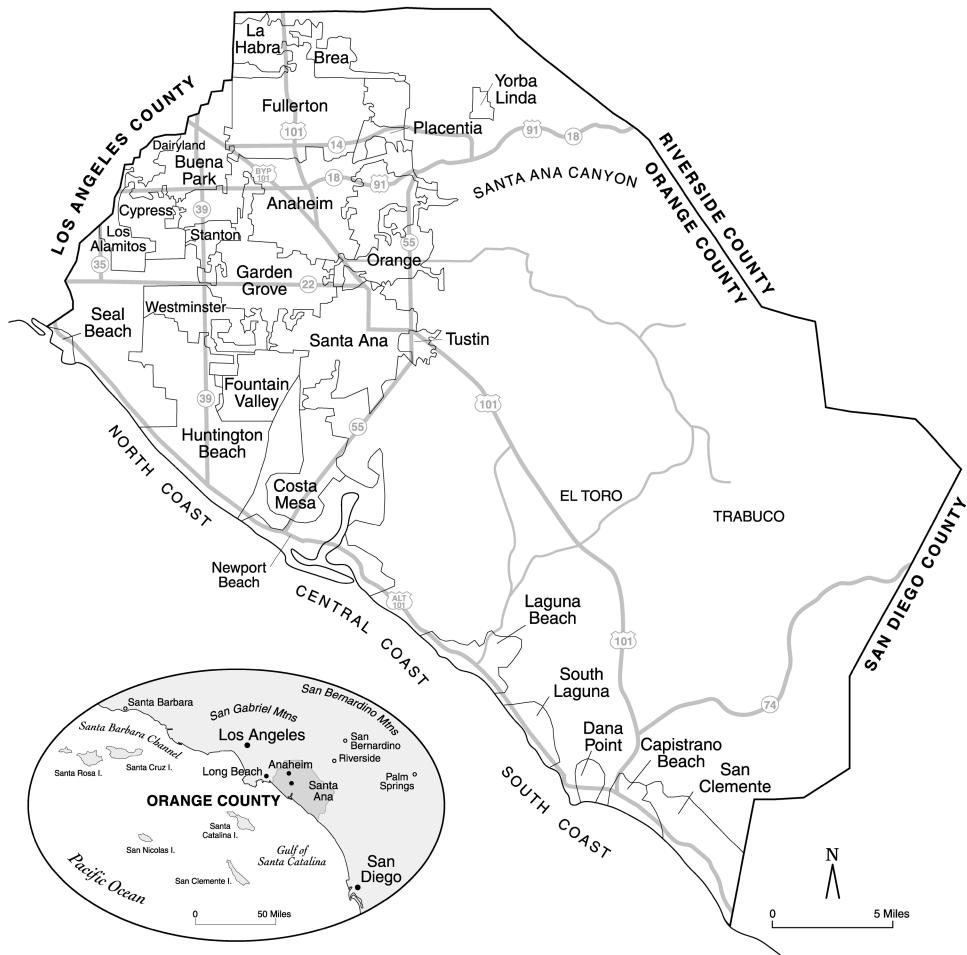 La
Habra
Brea
Yorba
Linda
Fullerton
LOS ANGELES COUNTY
101
Placentia
91
18
14
Dairyland
Buena
Park
BYP
101
18
91
SANTA ANA CANYON
RIVERSIDE COUNTY
ORANGE COUNTY
Cypress
39
Anaheim
Los
Alamitos
Stanton
55
Orange
35
Garden
Grove
22
Seal
Beach
Westminster
Santa Ana
Tustin
Fountain
Valley
39
101
55
Huntington
Beach
NORTH COAST
Costa
Mesa
EL TORO
TRABUCO
Newport
Beach
SAN DIEGO COUNTY
CENTRAL COAST
ALT
101
Laguna
Beach
101
South
Laguna
74
Dana
Point
Capistrano
Beach
San
Clemente
SOUTH COAST
N
0 5 Miles
San Bernardino Mtns
Santa Barbara
San Gabriel Mtns
Santa Barbara Channel
Los Angeles
San
Bernardino
Riverside
Santa Rosa I.
Santa Cruz I.
Long Beach
Anaheim
Palm
Springs
Santa
Ana
ORANGE COUNTY
Santa
Catalina I.
San Nicolas I.
Gulf of
Santa Catalina
Pacific Ocean
San Clemente I.
San
Diego
0 50 Miles